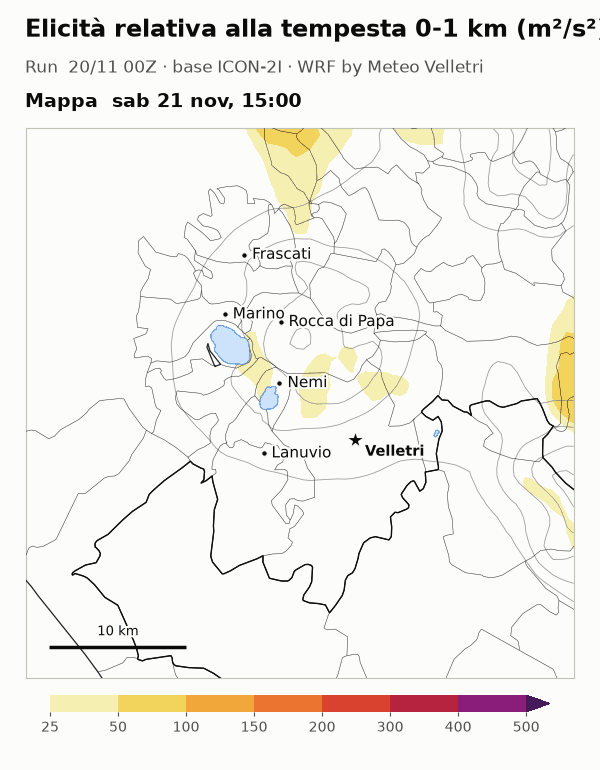 Elicità relativa alla tempesta 0-1 km (m²/s²)
Run 20/11 00Z · base ICON-2I · WRF by Meteo Velletri
Mappa sab 21 nov, 15:00
Frascati
Marino
Rocca di Papa
Nemi
Velletri
Lanuvio
10 km
25 50 100 150 200 300 400 500